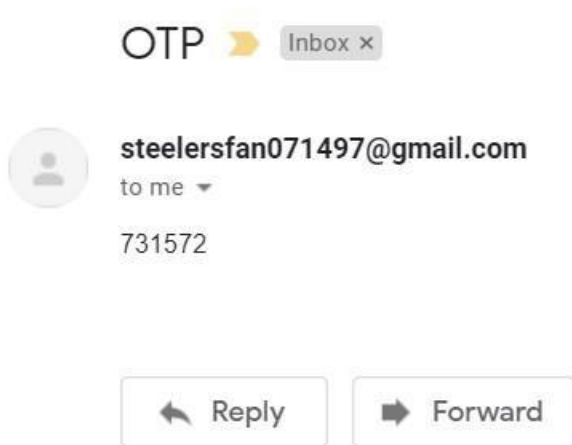 OTP Inbox ×
steelersfan071497@gmail.com
to me
731572
Reply Forward